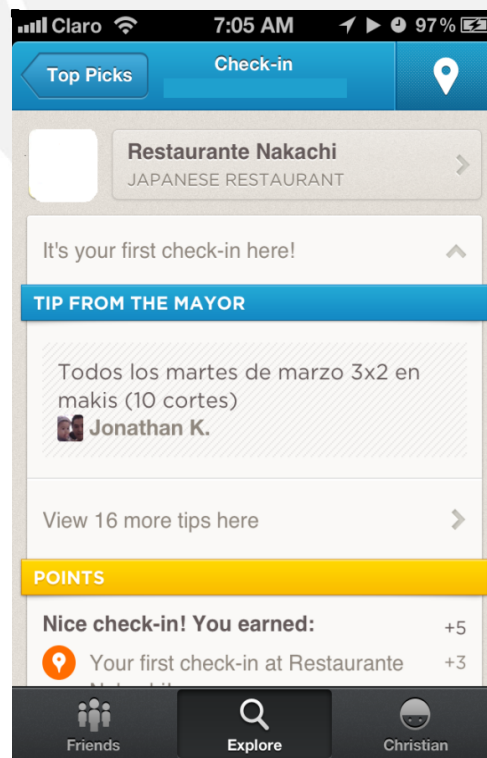 Claro 7:05 AM 97%
Top Picks Check-in
Restaurante Nakachi
JAPANESE RESTAURANT
It's your first check-in here!
TIP FROM THE MAYOR
Todos los martes de marzo 3x2 en
makis (10 cortes)
Jonathan K.
View 16 more tips here
POINTS
Nice check-in! You earned: +5
Your first check-in at Restaurante +3
Friends Explore Christian